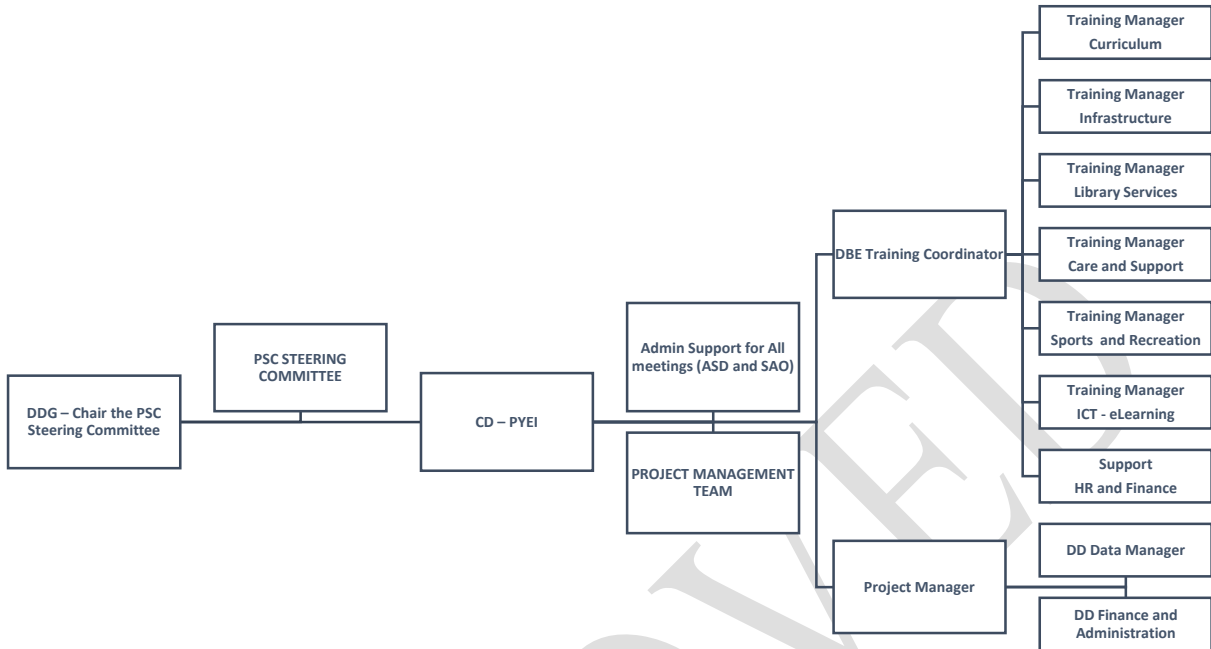 DDG – Chair the PSC
Steering Committee
PSC STEERING
COMMITTEE
CD – PYEI
Admin Support for All
meetings (ASD and SAO)
PROJECT MANAGEMENT
TEAM
DBE Training Coordinator
Training Manager
Curriculum
Training Manager
Infrastructure
Training Manager
Library Services
Training Manager
Care and Support
Training Manager
Sports and Recreation
Training Manager
ICT - eLearning
Support
HR and Finance
Project Manager
DD Data Manager
DD Finance and
Administration